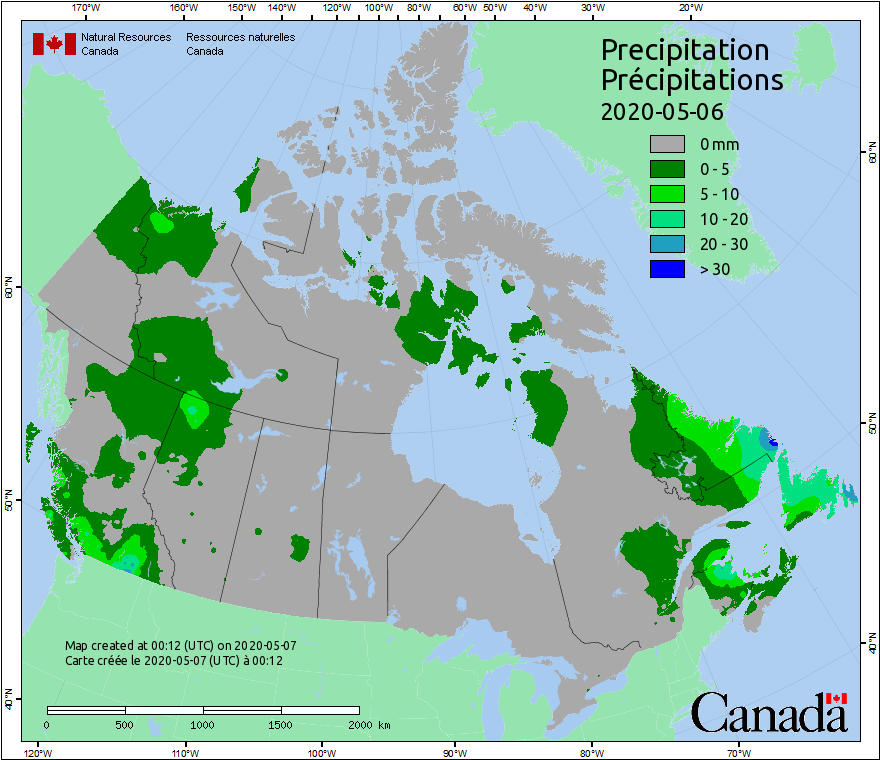 170°W 160°W 150°W 140°W 120°W 100°W 80°W 60°W 50°W 40°W 30°W 20°W
Natural Resources Ressources naturelles
Canada Canada
Precipitation
Précipitations
2020-05-06
0 mm
0 - 5
5 - 10
10 - 20
20 - 30
> 30
60°N
60°N
50°N
50°N
40°N
40°N
Map created at 00:12 (UTC) on 2020-05-07
Carte créée le 2020-05-07 (UTC) à 00:12
0 500 1000 1500 2000 km
Canada
120°W 110°W 100°W 90°W 80°W 70°W